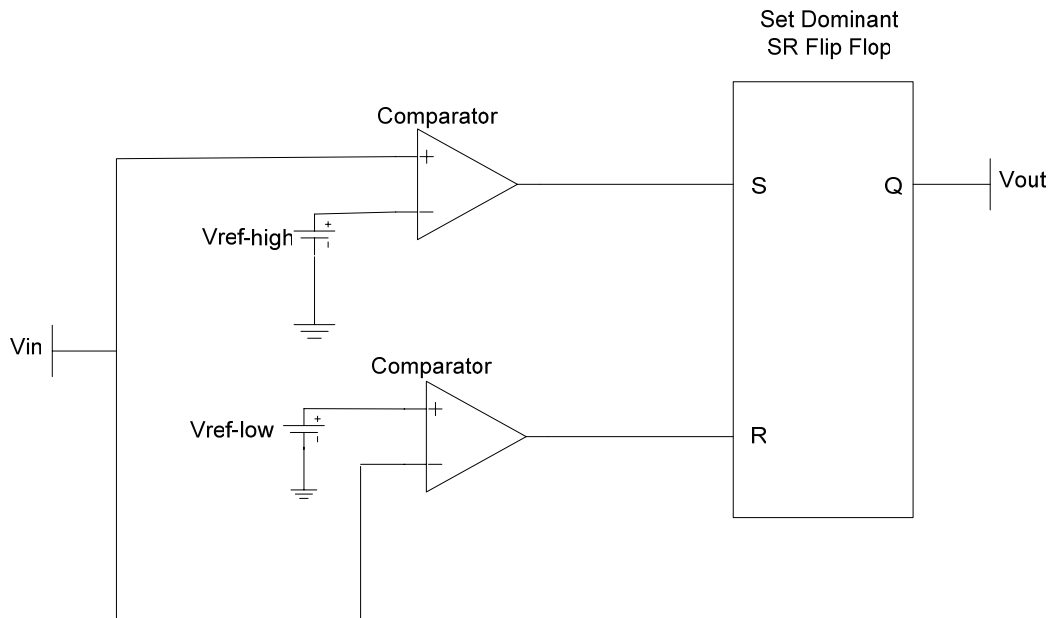 Set Dominant
SR Flip Flop
Comparator
+
S
Q
Vout
−
+
Vref-high
Vin
Comparator
+
+
Vref-low
R
−